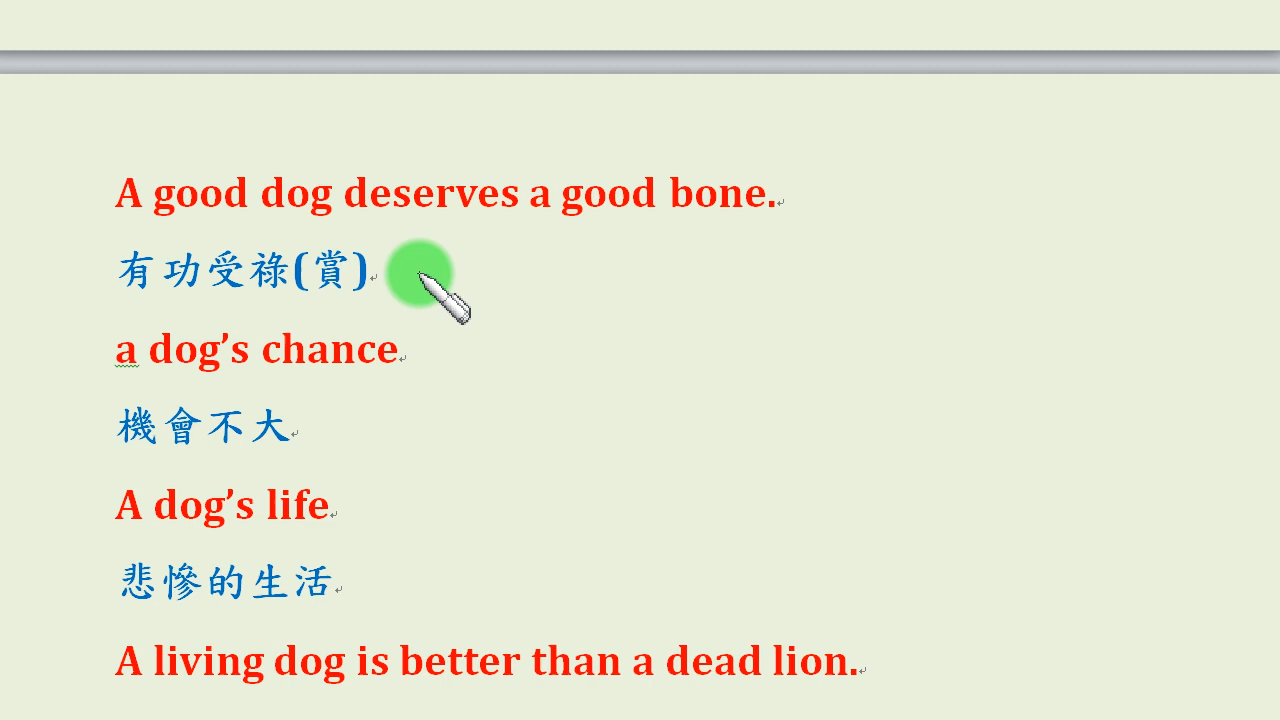 A good dog deserves a good bone.
有功受祿(賞)
a dog’s chance
機會不大
A dog’s life
悲慘的生活
A living dog is better than a dead lion.